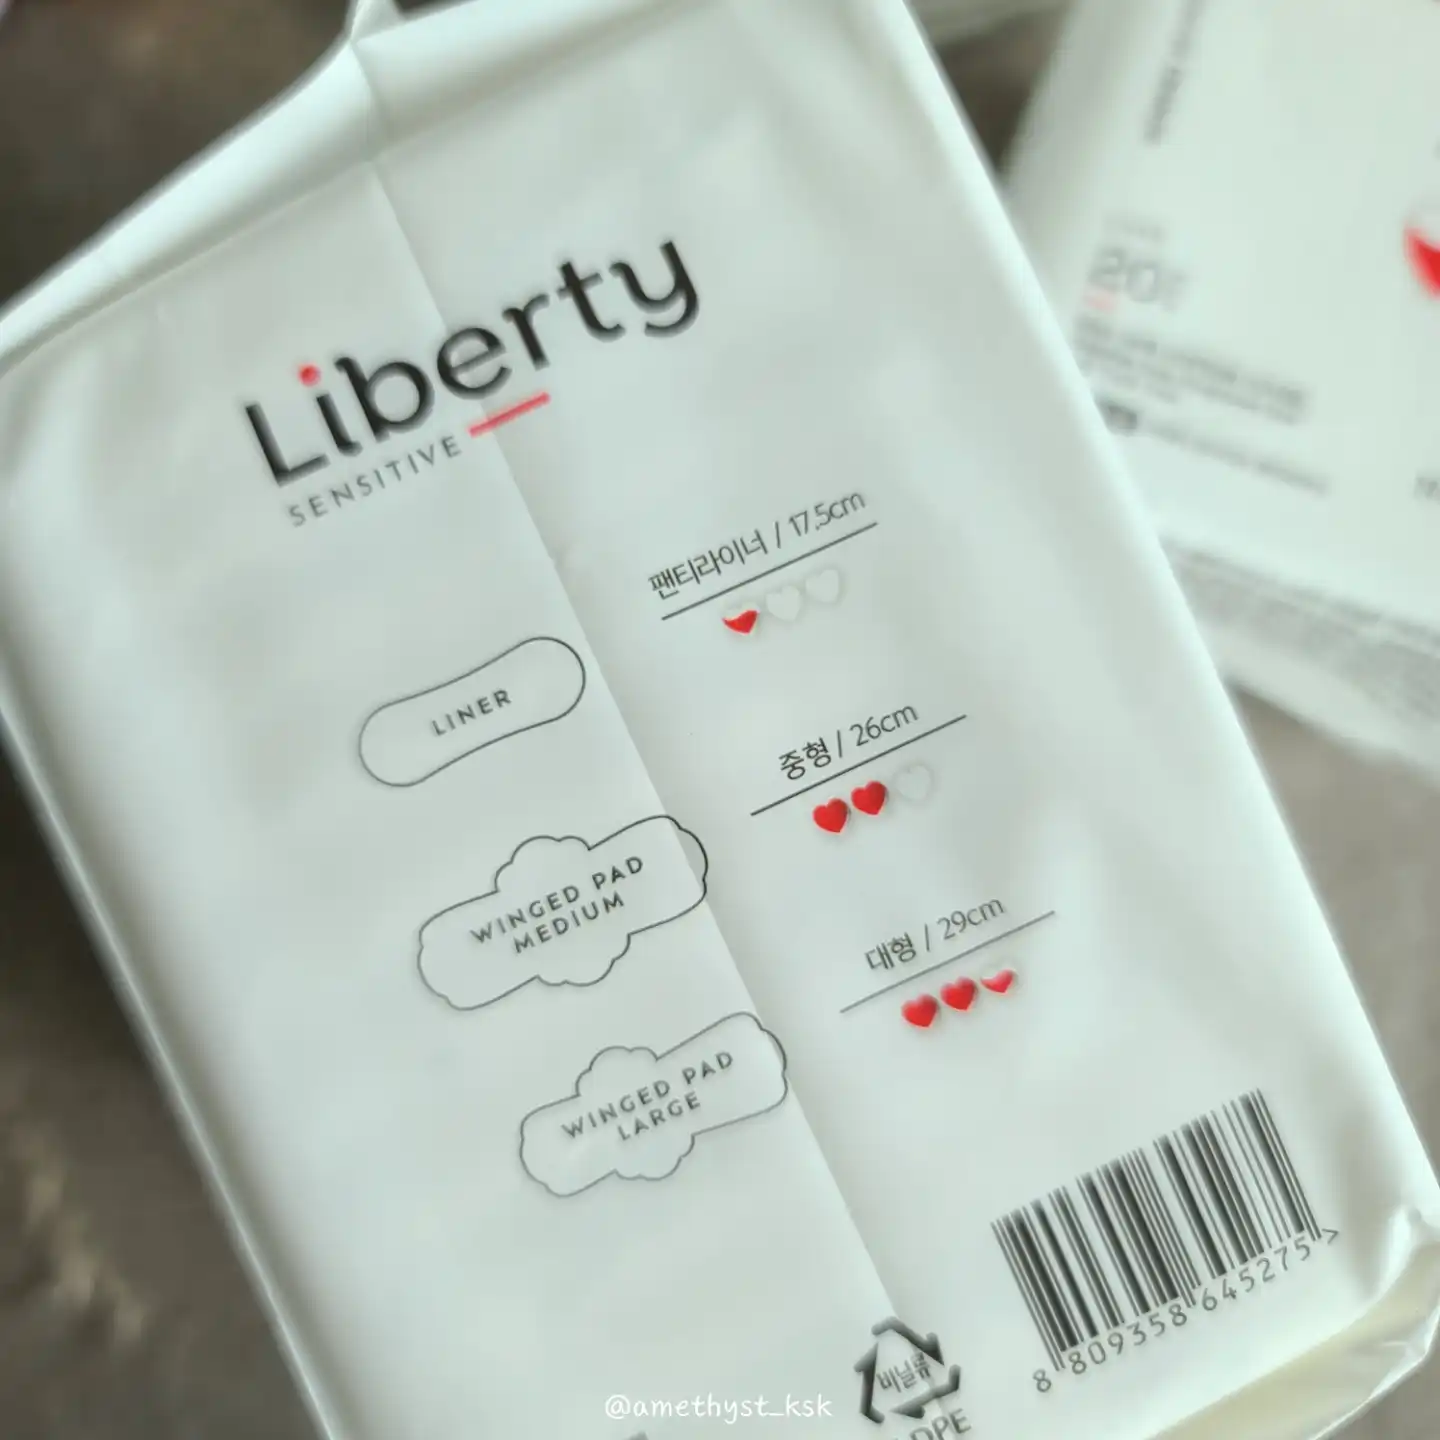 Liberty
SENSITIVE
팬티라이너 / 17.5cm
LINER
중형 / 26cm
WINGED PAD
MEDIUM
대형 / 29cm
WINGED PAD
LARGE
8 809358 645275 >
비닐류
@amethyst_ksk